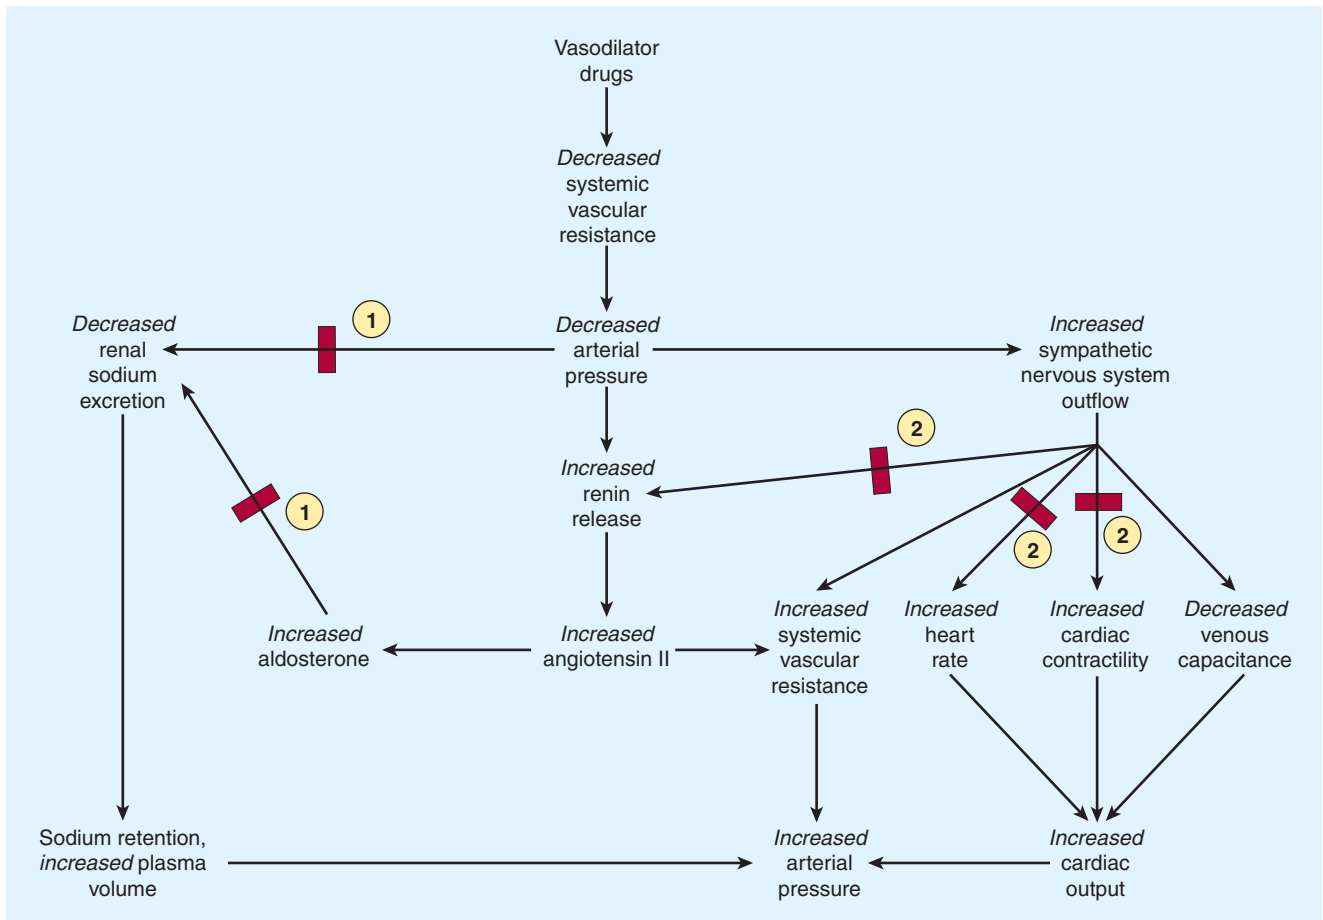 Vasodilator
drugs
Decreased
systemic
vascular
resistance
Decreased
renal
sodium
excretion
1
Decreased
arterial
pressure
Increased
sympathetic
nervous system
outflow
2
Increased
renin
release
1
2
2
Increased
aldosterone
Increased
angiotensin II
Increased
systemic
vascular
resistance
Increased
heart
rate
Increased
cardiac
contractility
Decreased
venous
capacitance
Sodium retention,
increased plasma
volume
Increased
arterial
pressure
Increased
cardiac
output